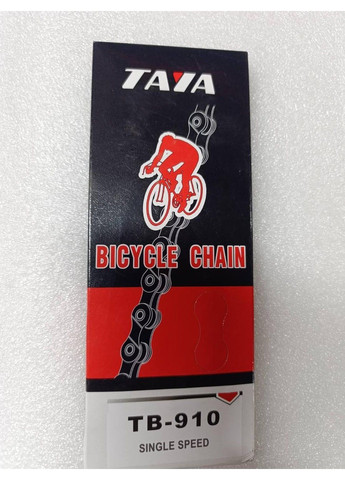 TAYA
BICYCLE CHAIN
TB-910
SINGLE SPEED